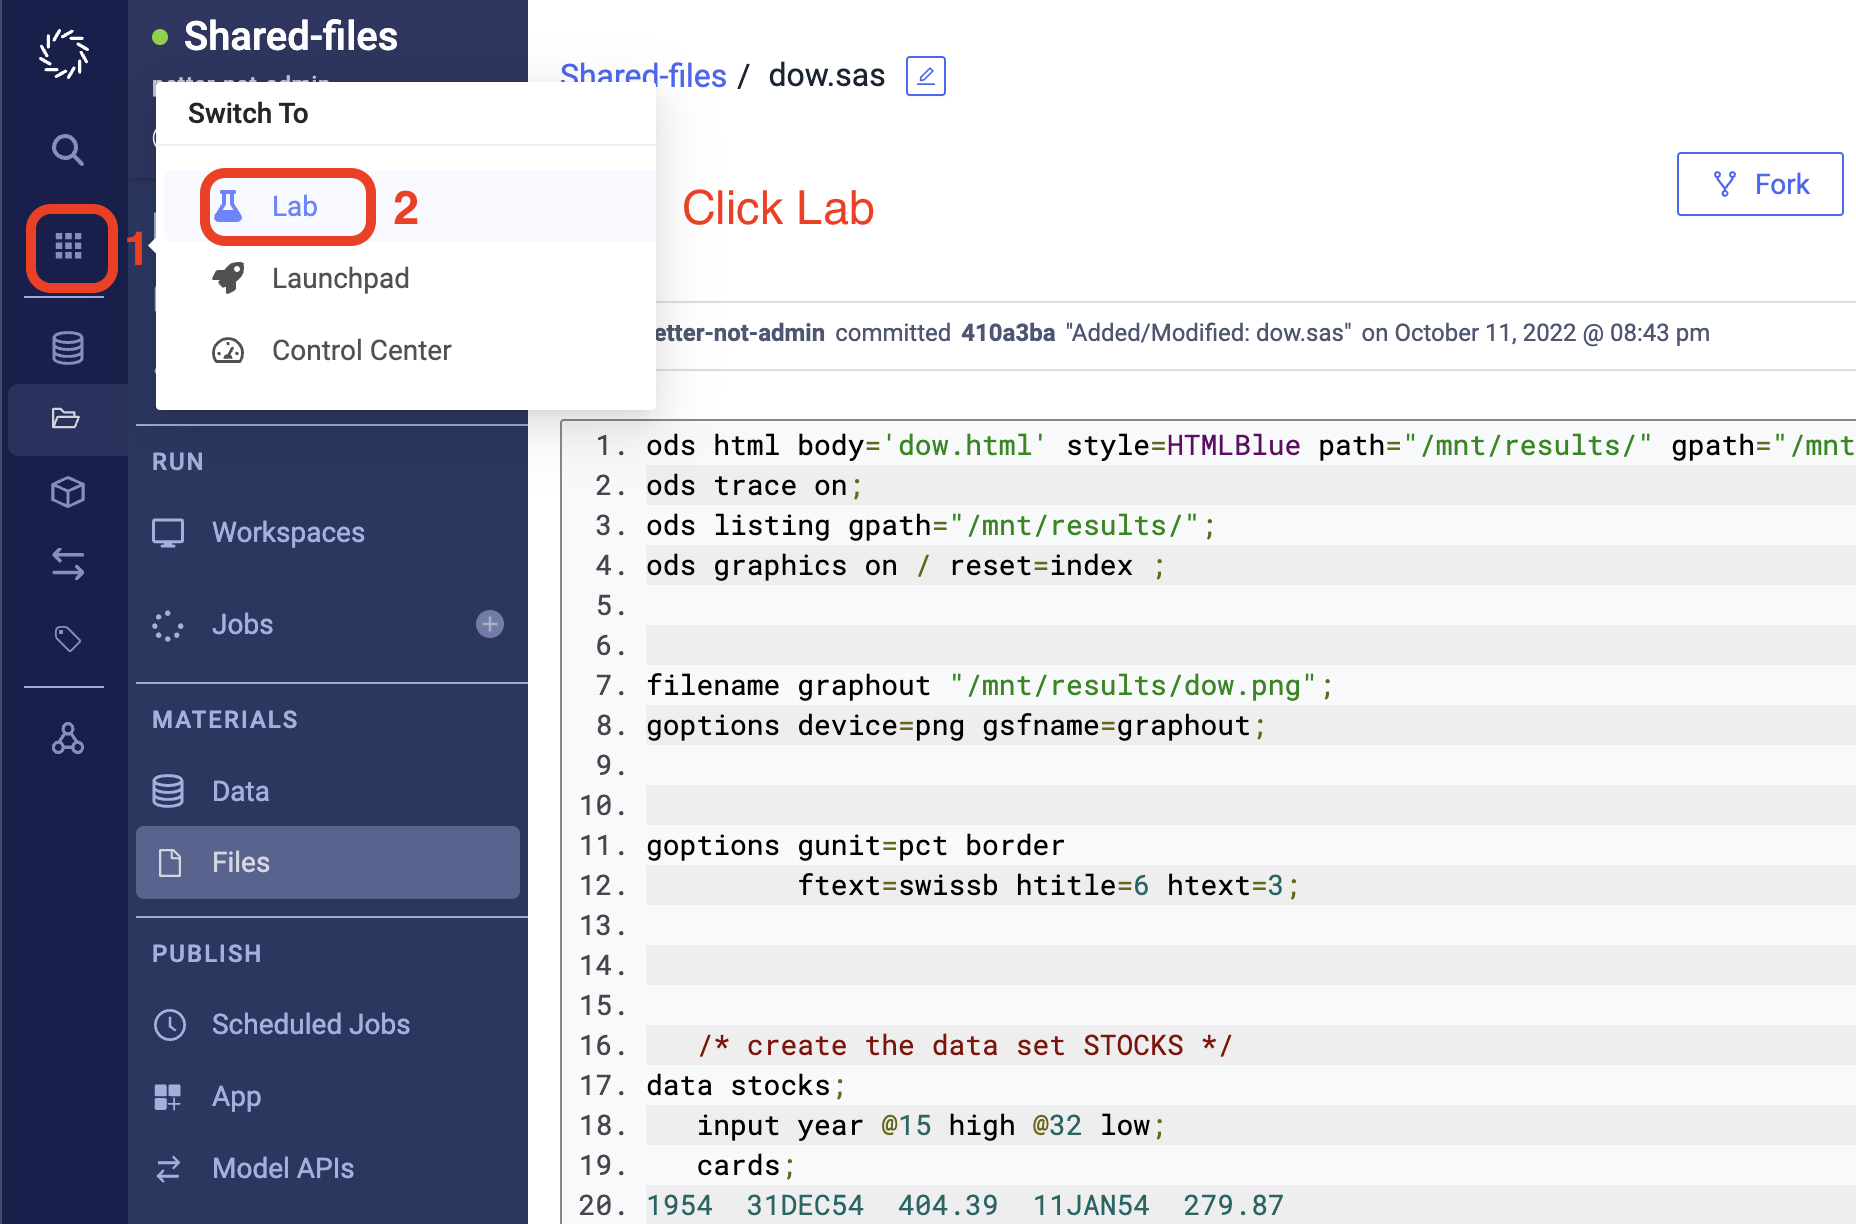 Shared-files
Switch To
Lab
2
1
Launchpad
Control Center
RUN
Workspaces
Jobs
MATERIALS
Data
Files
PUBLISH
Scheduled Jobs
App
Model APIs
Shared-files / dow.sas
Click Lab
Fork
etter-not-admin committed 410a3ba "Added/Modified: dow.sas" on October 11, 2022 @ 08:43 pm
1. ods html body='dow.html' style=HTMLBlue path="/mnt/results/" gpath="/mnt
2. ods trace on;
3. ods listing gpath="/mnt/results/";
4. ods graphics on / reset=index ;
5.
6.
7. filename graphout "/mnt/results/dow.png";
8. goptions device=png gsfname=graphout;
9.
10.
11. goptions gunit=pct border
12. ftext=swissb htitle=6 htext=3;
13.
14.
15.
16. /* create the data set STOCKS */
17. data stocks;
18. input year @15 high @32 low;
19. cards;
20. 1954 31DEC54 404.39 11JAN54 279.87